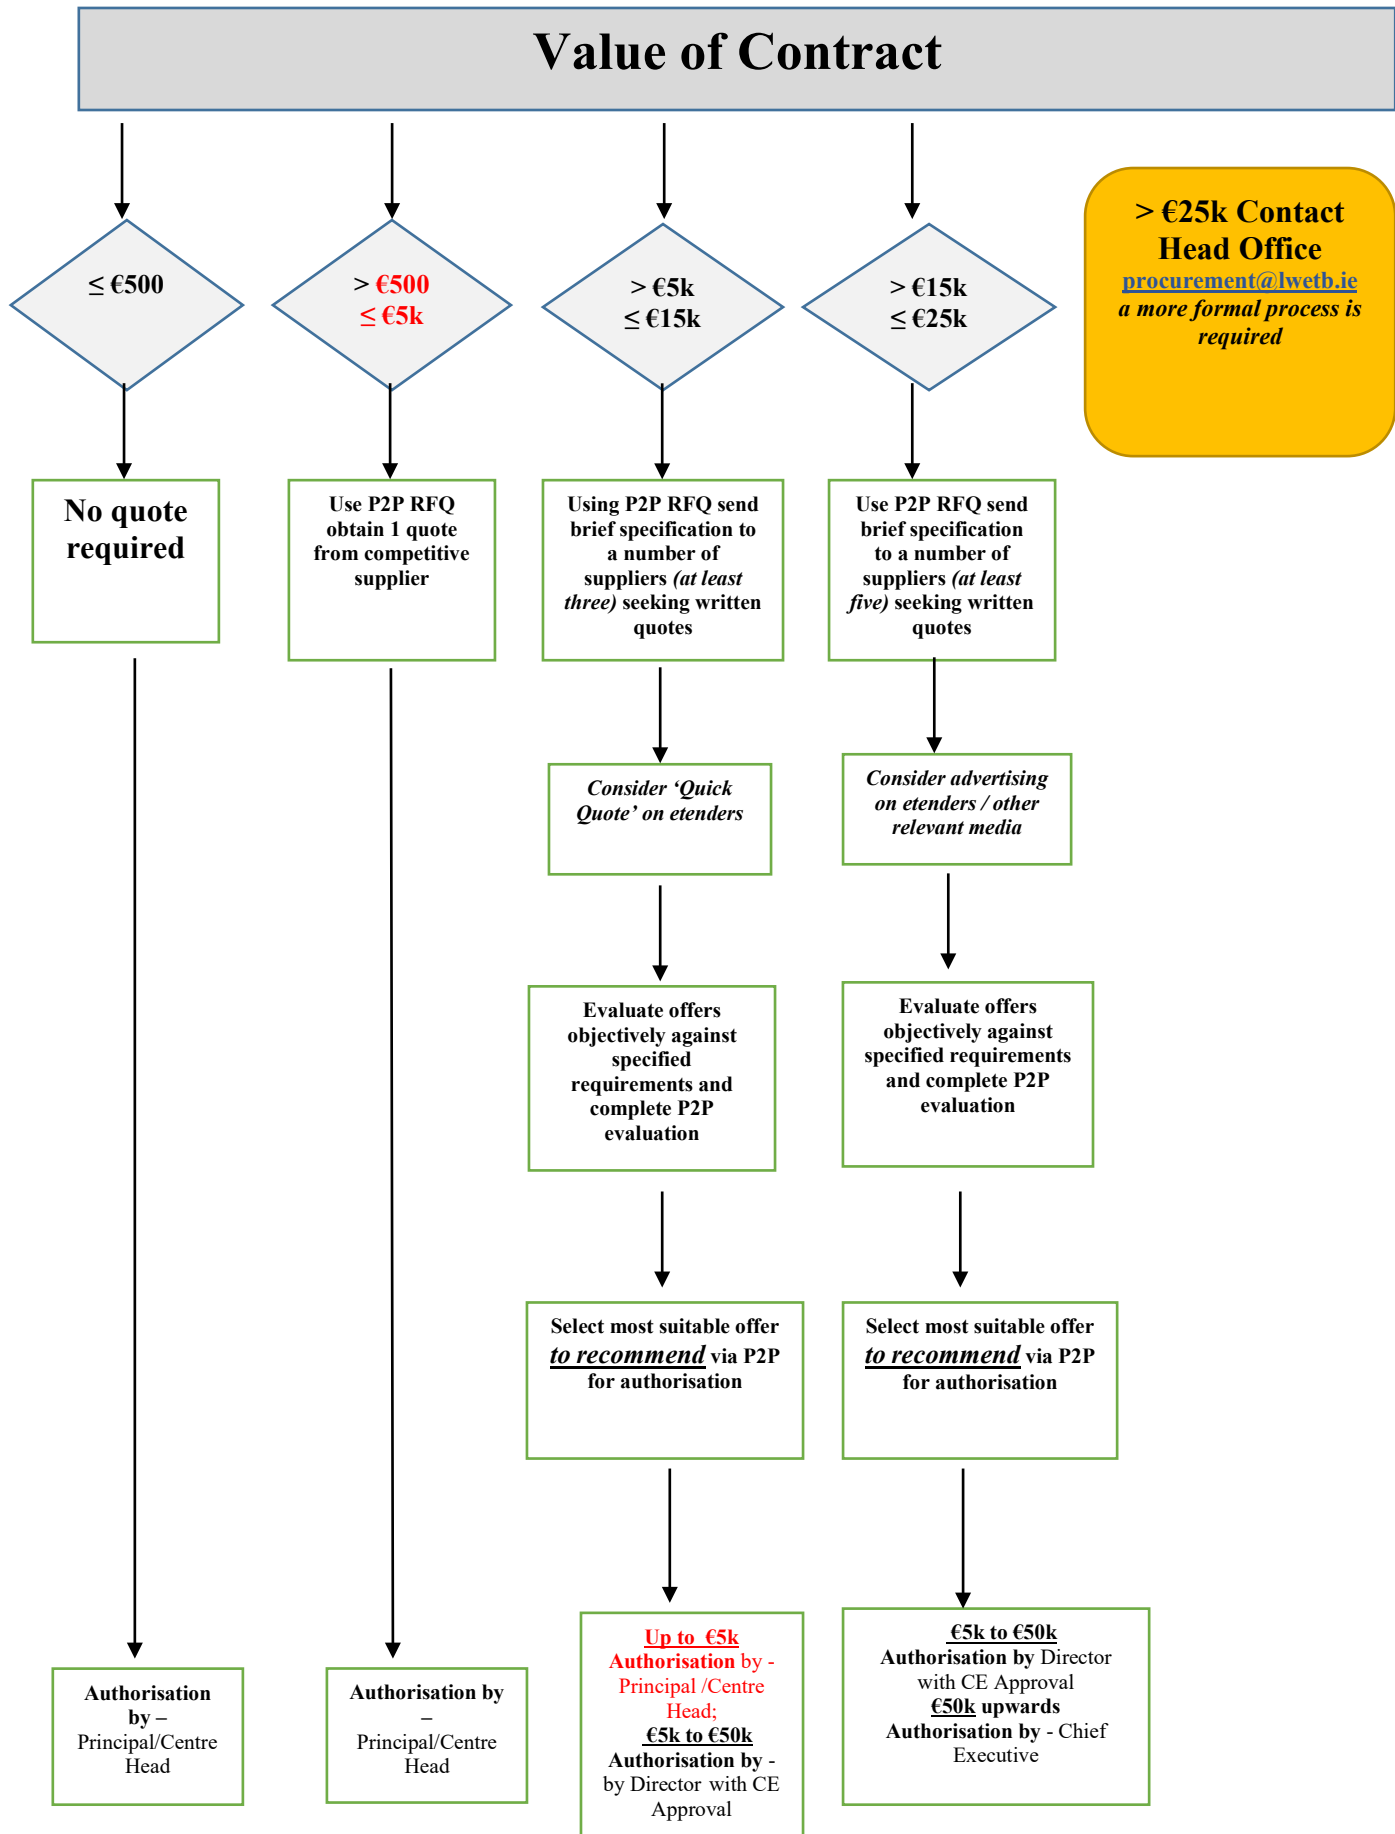 Value of Contract
≤ €500
> €500
≤ €5k
> €5k
≤ €15k
> €15k
≤ €25k
> €25k Contact
Head Office
procurement@lwetb.ie
a more formal process is
required
No quote
required
Use P2P RFQ
obtain 1 quote
from competitive
supplier
Using P2P RFQ send
brief specification to
a number of
suppliers (at least
three) seeking written
quotes
Use P2P RFQ send
brief specification
to a number of
suppliers (at least
five) seeking written
quotes
Consider ‘Quick
Quote’ on etenders
Consider advertising
on etenders / other
relevant media
Evaluate offers
objectively against
specified
requirements and
complete P2P
evaluation
Evaluate offers
objectively against
specified requirements
and complete P2P
evaluation
Select most suitable offer
to recommend via P2P
for authorisation
Select most suitable offer
to recommend via P2P
for authorisation
Authorisation
by –
Principal/Centre
Head
Authorisation by
–
Principal/Centre
Head
Up to €5k
Authorisation by -
Principal /Centre
Head;
€5k to €50k
Authorisation by -
by Director with CE
Approval
€5k to €50k
Authorisation by Director
with CE Approval
€50k upwards
Authorisation by - Chief
Executive